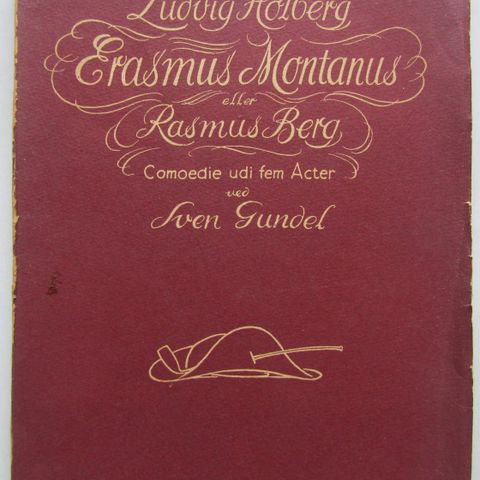 Ludvig Holberg
Erasmus Montanus
eller
Rasmus Berg
Comoedie udi fem Acter
ved
Sven Gundel